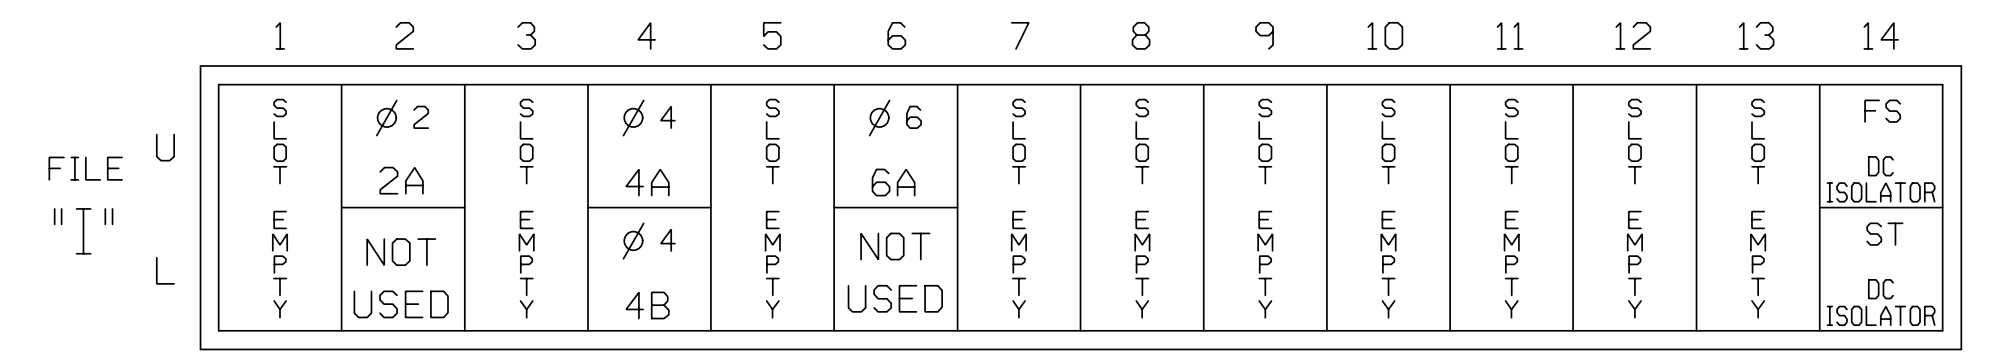 1 2 3 4 5 6 7 8 9 10 11 12 13 14
FILE
"I"
U
L
SLOT EMPTY
Ø 2
2A
NOT
USED
SLOT EMPTY
Ø 4
4A
Ø 4
4B
SLOT EMPTY
Ø 6
6A
NOT
USED
SLOT EMPTY
SLOT EMPTY
SLOT EMPTY
SLOT EMPTY
SLOT EMPTY
SLOT EMPTY
SLOT EMPTY
FS
DC
ISOLATOR
ST
DC
ISOLATOR